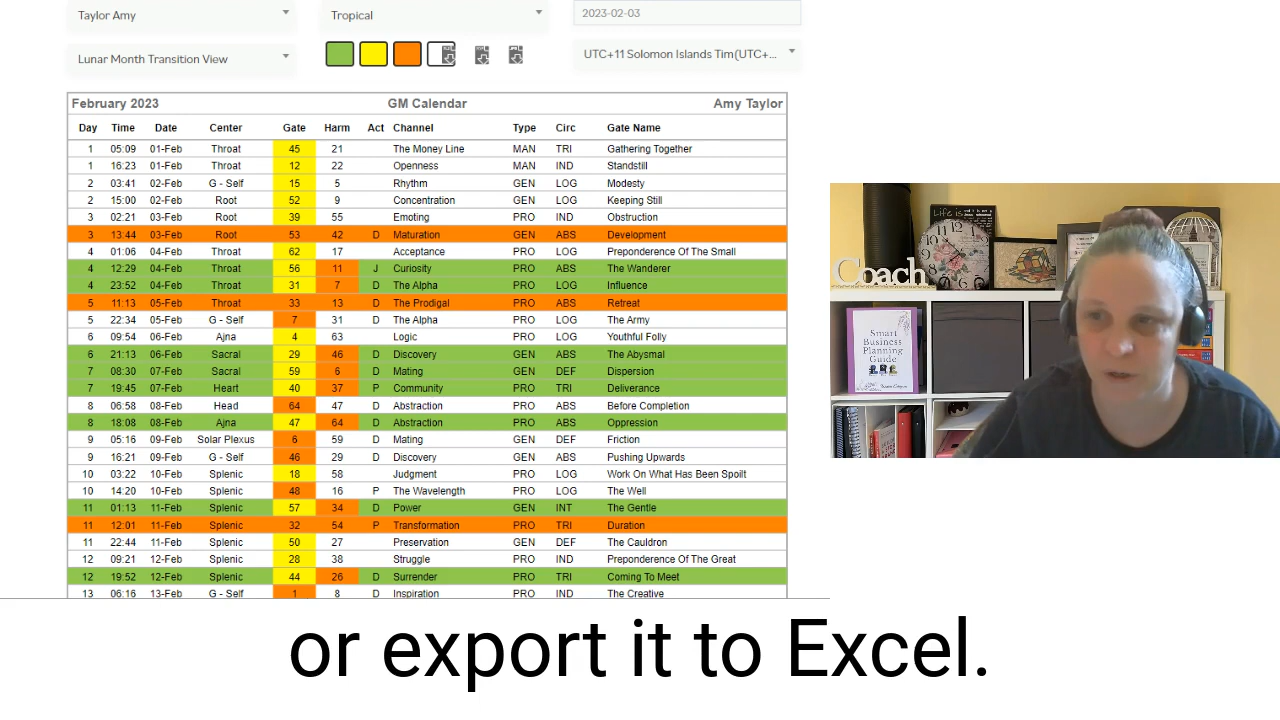 Taylor Amy
Tropical
2023-02-03
Lunar Month Transition View
UTC+11 Solomon Islands Tim(UTC+...
February 2023 GM Calendar Amy Taylor
Day Time Date Center Gate Harm Act Channel Type Circ Gate Name
1 05:09 01-Feb Throat 45 21 The Money Line MAN TRI Gathering Together
1 16:23 01-Feb Throat 12 22 Openness MAN IND Standstill
2 03:41 02-Feb G - Self 15 5 Rhythm GEN LOG Modesty
2 15:00 02-Feb Root 52 9 Concentration GEN LOG Keeping Still
3 02:21 03-Feb Root 39 55 Emoting PRO IND Obstruction
3 13:44 03-Feb Root 53 42 D Maturation GEN ABS Development
4 01:06 04-Feb Throat 62 17 Acceptance PRO LOG Preponderence Of The Small
4 12:29 04-Feb Throat 56 11 J Curiosity PRO ABS The Wanderer
4 23:52 04-Feb Throat 31 7 D The Alpha PRO LOG Influence
5 11:13 05-Feb Throat 33 13 D The Prodigal PRO ABS Retreat
5 22:34 05-Feb G - Self 7 31 D The Alpha PRO LOG The Army
6 09:54 06-Feb Ajna 4 63 Logic PRO LOG Youthful Folly
6 21:13 06-Feb Sacral 29 46 D Discovery GEN ABS The Abysmal
7 08:30 07-Feb Sacral 59 6 D Mating GEN DEF Dispersion
7 19:45 07-Feb Heart 40 37 P Community PRO TRI Deliverance
8 06:58 08-Feb Head 64 47 D Abstraction PRO ABS Before Completion
8 18:08 08-Feb Ajna 47 64 D Abstraction PRO ABS Oppression
9 05:16 09-Feb Solar Plexus 6 59 D Mating GEN DEF Friction
9 16:21 09-Feb G - Self 46 29 D Discovery GEN ABS Pushing Upwards
10 03:22 10-Feb Splenic 18 58 Judgment PRO LOG Work On What Has Been Spoilt
10 14:20 10-Feb Splenic 48 16 P The Wavelength PRO LOG The Well
11 01:13 11-Feb Splenic 57 34 D Power GEN INT The Gentle
11 12:01 11-Feb Splenic 32 54 P Transformation PRO TRI Duration
11 22:44 11-Feb Splenic 50 27 Preservation GEN DEF The Cauldron
12 09:21 12-Feb Splenic 28 38 Struggle PRO IND Preponderance Of The Great
12 19:52 12-Feb Splenic 44 26 D Surrender PRO TRI Coming To Meet
13 06:16 13-Feb G - Self 1 8 D Inspiration PRO IND The Creative
Life is
Coach
Smart
Business
Planning
Guide
or export it to Excel.